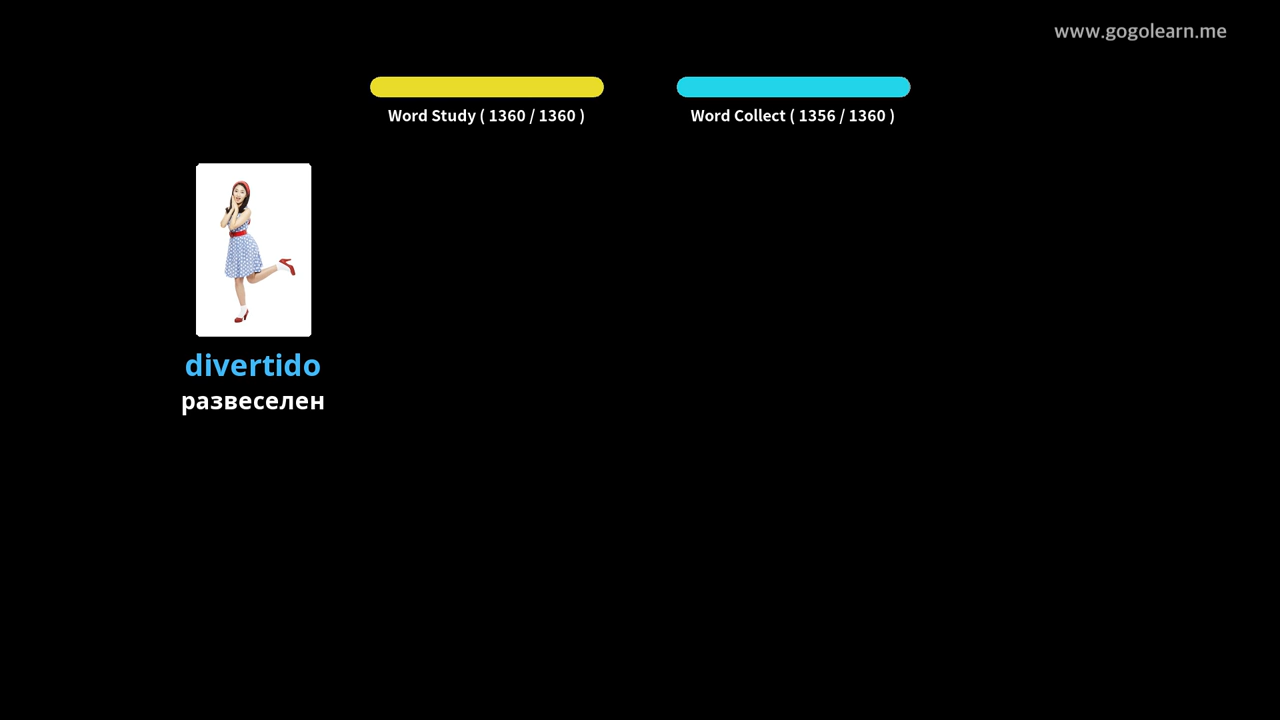 www.gogolearn.me
Word Study ( 1360 / 1360 )
Word Collect ( 1356 / 1360 )
divertido
развеселен